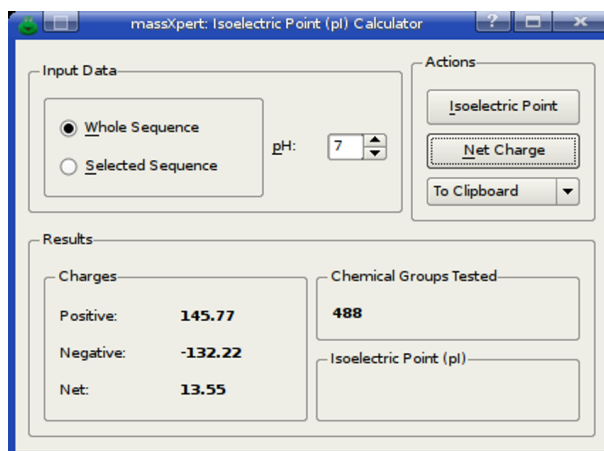 massXpert: Isoelectric Point (pI) Calculator
?
Input Data
Whole Sequence
Selected Sequence
pH: 7
Actions
Isoelectric Point
Net Charge
To Clipboard
Results
Charges
Positive: 145.77
Negative: -132.22
Net: 13.55
Chemical Groups Tested
488
Isoelectric Point (pI)